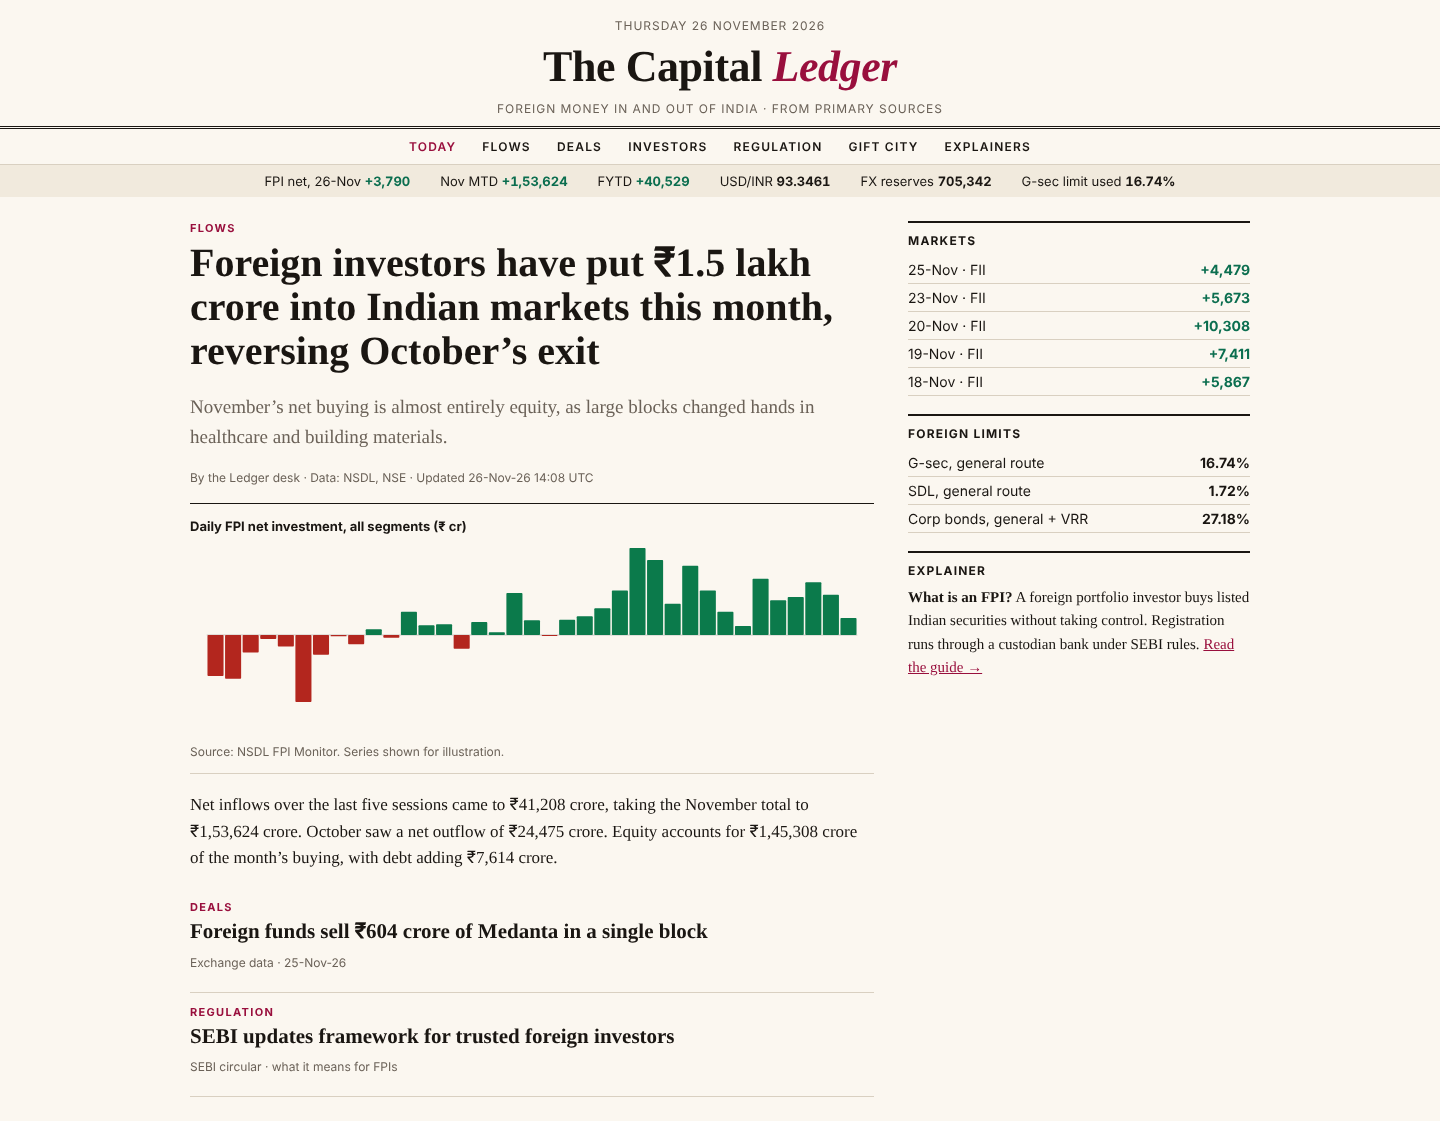 THURSDAY 26 NOVEMBER 2026
The Capital Ledger
FOREIGN MONEY IN AND OUT OF INDIA · FROM PRIMARY SOURCES
TODAY FLOWS DEALS INVESTORS REGULATION GIFT CITY EXPLAINERS
FPI net, 26-Nov +3,790 Nov MTD +1,53,624 FYTD +40,529 USD/INR 93.3461 FX reserves 705,342 G-sec limit used 16.74%
FLOWS
Foreign investors have put ₹1.5 lakh
crore into Indian markets this month,
reversing October’s exit
November’s net buying is almost entirely equity, as large blocks changed hands in
healthcare and building materials.
By the Ledger desk · Data: NSDL, NSE · Updated 26-Nov-26 14:08 UTC
Daily FPI net investment, all segments (₹ cr)
Source: NSDL FPI Monitor. Series shown for illustration.
Net inflows over the last five sessions came to ₹41,208 crore, taking the November total to
₹1,53,624 crore. October saw a net outflow of ₹24,475 crore. Equity accounts for ₹1,45,308 crore
of the month’s buying, with debt adding ₹7,614 crore.
DEALS
Foreign funds sell ₹604 crore of Medanta in a single block
Exchange data · 25-Nov-26
REGULATION
SEBI updates framework for trusted foreign investors
SEBI circular · what it means for FPIs
MARKETS
25-Nov · FII +4,479
23-Nov · FII +5,673
20-Nov · FII +10,308
19-Nov · FII +7,411
18-Nov · FII +5,867
FOREIGN LIMITS
G-sec, general route 16.74%
SDL, general route 1.72%
Corp bonds, general + VRR 27.18%
EXPLAINER
What is an FPI? A foreign portfolio investor buys listed
Indian securities without taking control. Registration
runs through a custodian bank under SEBI rules. Read
the guide →